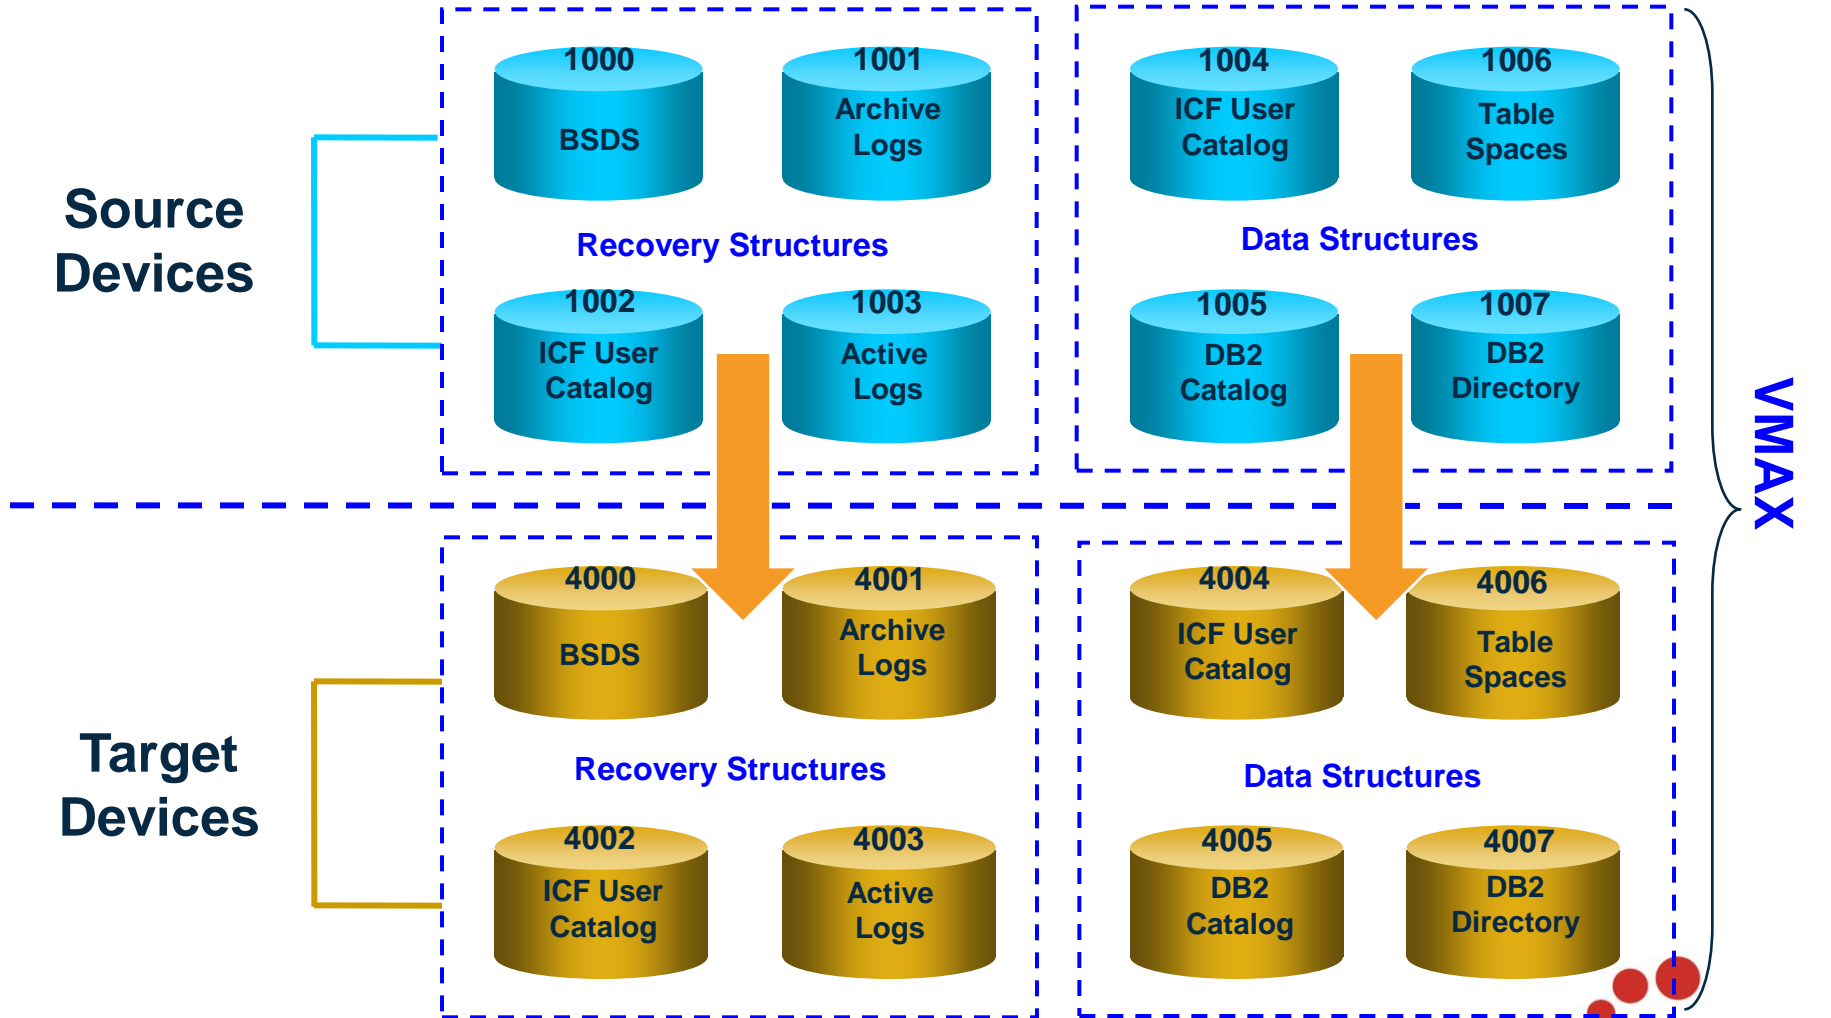 Source
Devices
1000
BSDS
1001
Archive
Logs
Recovery Structures
1002
ICF User
Catalog
1003
Active
Logs
1004
ICF User
Catalog
1006
Table
Spaces
Data Structures
1005
DB2
Catalog
1007
DB2
Directory
VMAX
Target
Devices
4000
BSDS
4001
Archive
Logs
Recovery Structures
4002
ICF User
Catalog
4003
Active
Logs
4004
ICF User
Catalog
4006
Table
Spaces
Data Structures
4005
DB2
Catalog
4007
DB2
Directory